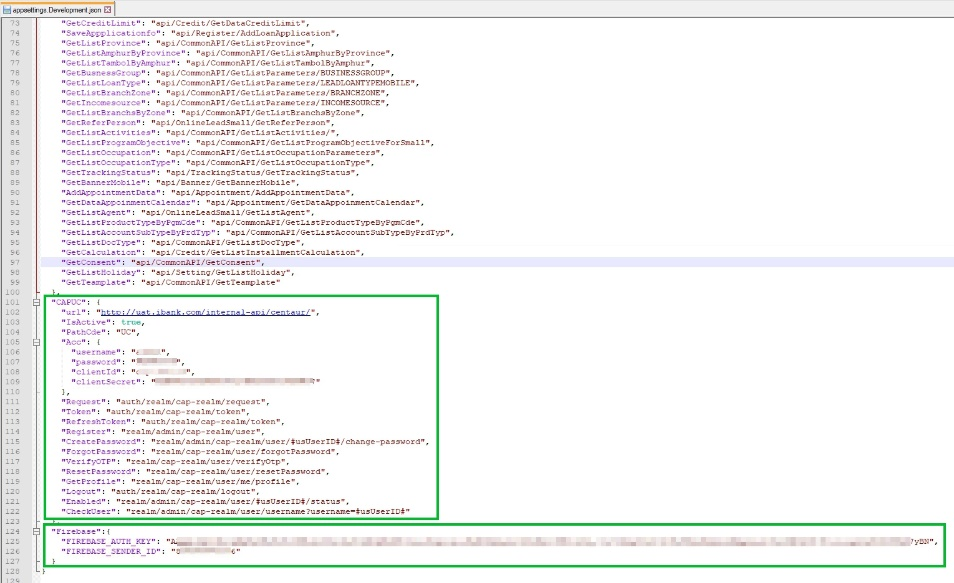 appsettings.Development.json
73 "GetCreditLimit": "api/Credit/GetDataCreditLimit",
74 "SaveAppplicationfo": "api/Register/AddLoanApplication",
75 "GetListProvince": "api/CommonAPI/GetListProvince",
76 "GetListAmphurByProvince": "api/CommonAPI/GetListAmphurByProvince",
77 "GetListTambolByAmphur": "api/CommonAPI/GetListTambolByAmphur",
78 "GetBusnessGroup": "api/CommonAPI/GetListParameters/BUSINESSGROUP",
79 "GetListLoanType": "api/CommonAPI/GetListParameters/LEADLOANTYPEMOBILE",
80 "GetListBranchZone": "api/CommonAPI/GetListParameters/BRANCHZONE",
81 "GetIncomesource": "api/CommonAPI/GetListParameters/INCOMESOURCE",
82 "GetListBranchsByZone": "api/CommonAPI/GetListBranchsByZone",
83 "GetReferPerson": "api/OnlineLeadSmall/GetReferPerson",
84 "GetListActivities": "api/CommonAPI/GetListActivities/",
85 "GetListProgramObjective": "api/CommonAPI/GetListProgramObjectiveForSmall",
86 "GetListOccupation": "api/CommonAPI/GetListOccupationParameters",
87 "GetListOccupationType": "api/CommonAPI/GetListOccupationType",
88 "GetTrackingStatus": "api/TrackingStatus/GetTrackingStatus",
89 "GetBannerMobile": "api/Banner/GetBannerMobile",
90 "AddAppointmentData": "api/Appointment/AddAppointmentData",
91 "GetDataAppoinmentCalendar": "api/Appointment/GetDataAppoinmentCalendar",
92 "GetListAgent": "api/OnlineLeadSmall/GetListAgent",
93 "GetListProductTypeByPgmCde": "api/CommonAPI/GetListProductTypeByPgmCde",
94 "GetListAccountSubTypeByPrdTyp": "api/CommonAPI/GetListAccountSubTypeByPrdTyp",
95 "GetListDocType": "api/CommonAPI/GetListDocType",
96 "GetCalculation": "api/Credit/GetListInstallmentCalculation",
97 "GetConsent": "api/CommonAPI/GetConsent",
98 "GetListHoliday": "api/Setting/GetListHoliday",
99 "GetTeamplate": "api/CommonAPI/GetTeamplate"
100 },
101 "CAPUC": {
102 "url": "http://uat.ibank.com/internal-api/centaur/",
103 "IsActive": true,
104 "PathCde": "UC",
105 "Acc": {
106 "username": "
107 "password": "
108 "clientId": "
109 "clientSecret": "
110 },
111 "Request": "auth/realm/cap-realm/request",
112 "Token": "auth/realm/cap-realm/token",
113 "RefreshToken": "auth/realm/cap-realm/token",
114 "Register": "realm/admin/cap-realm/user",
115 "CreatePassword": "realm/admin/cap-realm/user/#usUserID#/change-password",
116 "ForgotPassword": "realm/cap-realm/user/forgotPassword",
117 "VerifyOTP": "realm/cap-realm/user/verifyOtp",
118 "ResetPassword": "realm/cap-realm/user/resetPassword",
119 "GetProfile": "realm/cap-realm/user/me/profile",
120 "Logout": "auth/realm/cap-realm/logout",
121 "Enabled": "realm/admin/cap-realm/user/#usUserID#/status",
122 "CheckUser": "realm/admin/cap-realm/user/username?username=#usUserID#"
123 },
124 "Firebase":{
125 "FIREBASE_AUTH_KEY": "
126 "FIREBASE_SENDER_ID": "
127 }
128 }
129